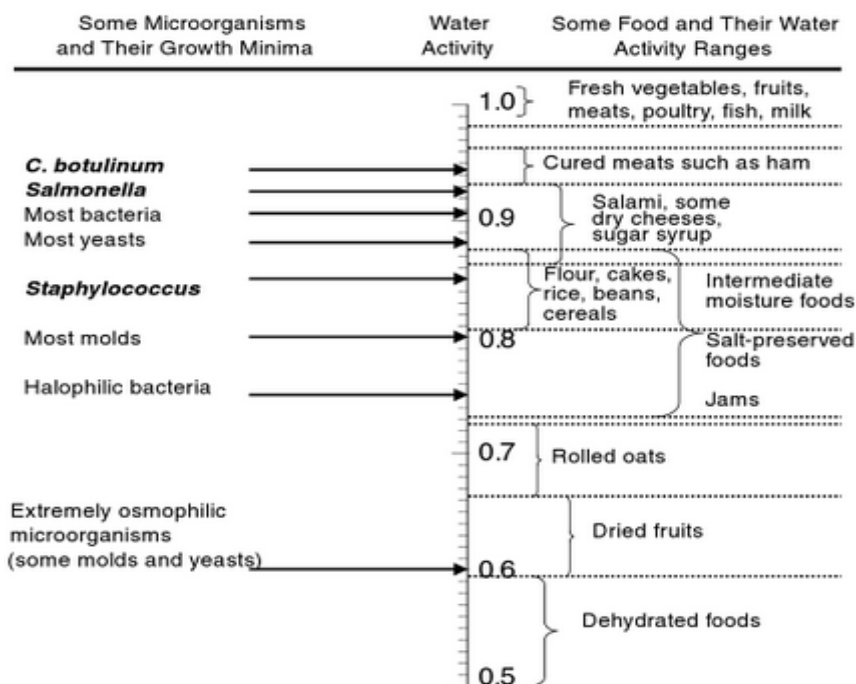 Some Microorganisms
and Their Growth Minima
Water
Activity
Some Food and Their Water
Activity Ranges
1.0
Fresh vegetables, fruits,
meats, poultry, fish, milk
C. botulinum
Cured meats such as ham
Salmonella
Most bacteria
0.9
Salami, some
dry cheeses,
sugar syrup
Most yeasts
Staphylococcus
Flour, cakes,
rice, beans,
cereals
Intermediate
moisture foods
Most molds
0.8
Salt-preserved
foods
Halophilic bacteria
Jams
0.7
Rolled oats
Extremely osmophilic
microorganisms
(some molds and yeasts)
Dried fruits
0.6
Dehydrated foods
0.5